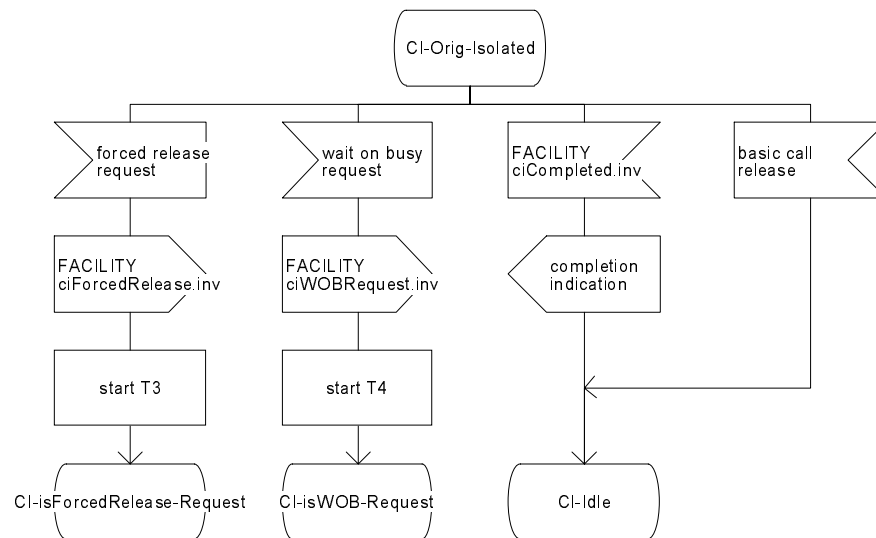 CI-Orig-Isolated
forced release
request
wait on busy
request
FACILITY
ciCompleted.inv
basic call
release
FACILITY
ciForcedRelease.inv
FACILITY
ciWOBRequest.inv
completion
indication
start T3
start T4
CI-isForcedRelease-Request
CI-isWOB-Request
CI-Idle